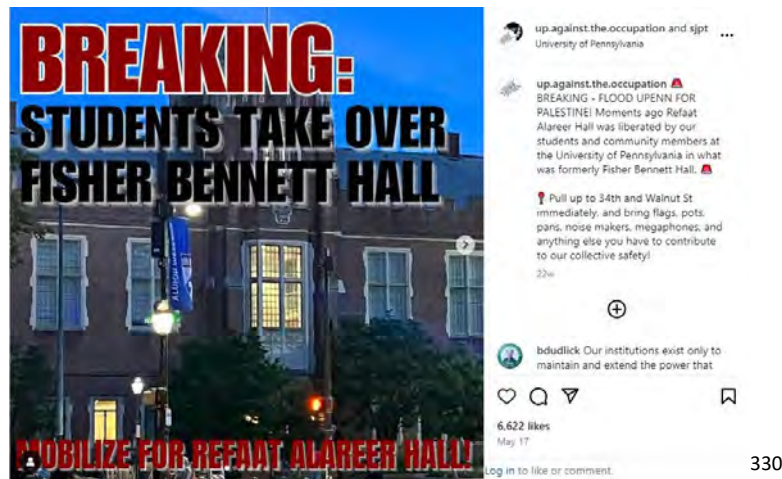 BREAKING:
STUDENTS TAKE OVER
FISHER BENNETT HALL
MOBILIZE FOR REFAAT ALAREER HALL!
up.against.the.occupation and sjpt
University of Pennsylvania
up.against.the.occupation 🚨
BREAKING - FLOOD UPENN FOR
PALESTINE! Moments ago Refaat
Alareer Hall was liberated by our
students and community members at
the University of Pennsylvania in what
was formerly Fisher Bennett Hall. 🚨
📍 Pull up to 34th and Walnut St
immediately, and bring flags, pots,
pans, noise makers, megaphones, and
anything else you have to contribute
to our collective safety!
22w
bdudlick Our institutions exist only to
maintain and extend the power that
6,622 likes
May 17
Log in to like or comment.
330